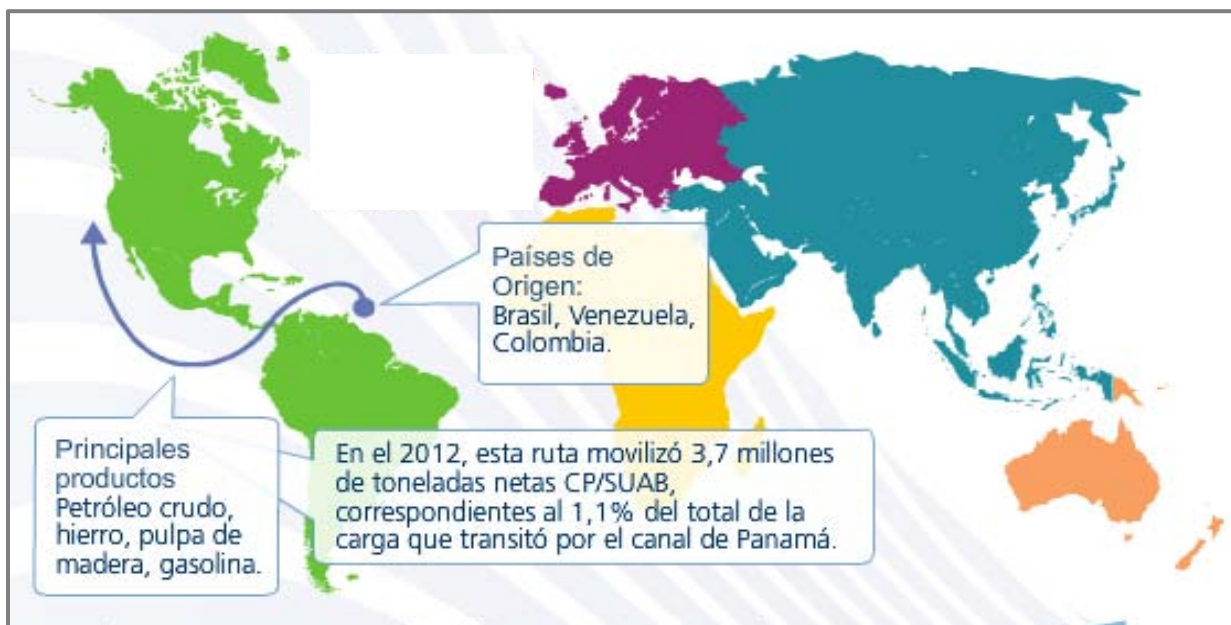 Países de
Origen:
Brasil, Venezuela,
Colombia.
Principales
productos
Petróleo crudo,
hierro, pulpa de
madera, gasolina.
En el 2012, esta ruta movilizó 3,7 millones
de toneladas netas CP/SUAB,
correspondientes al 1,1% del total de la
carga que transitó por el canal de Panamá.